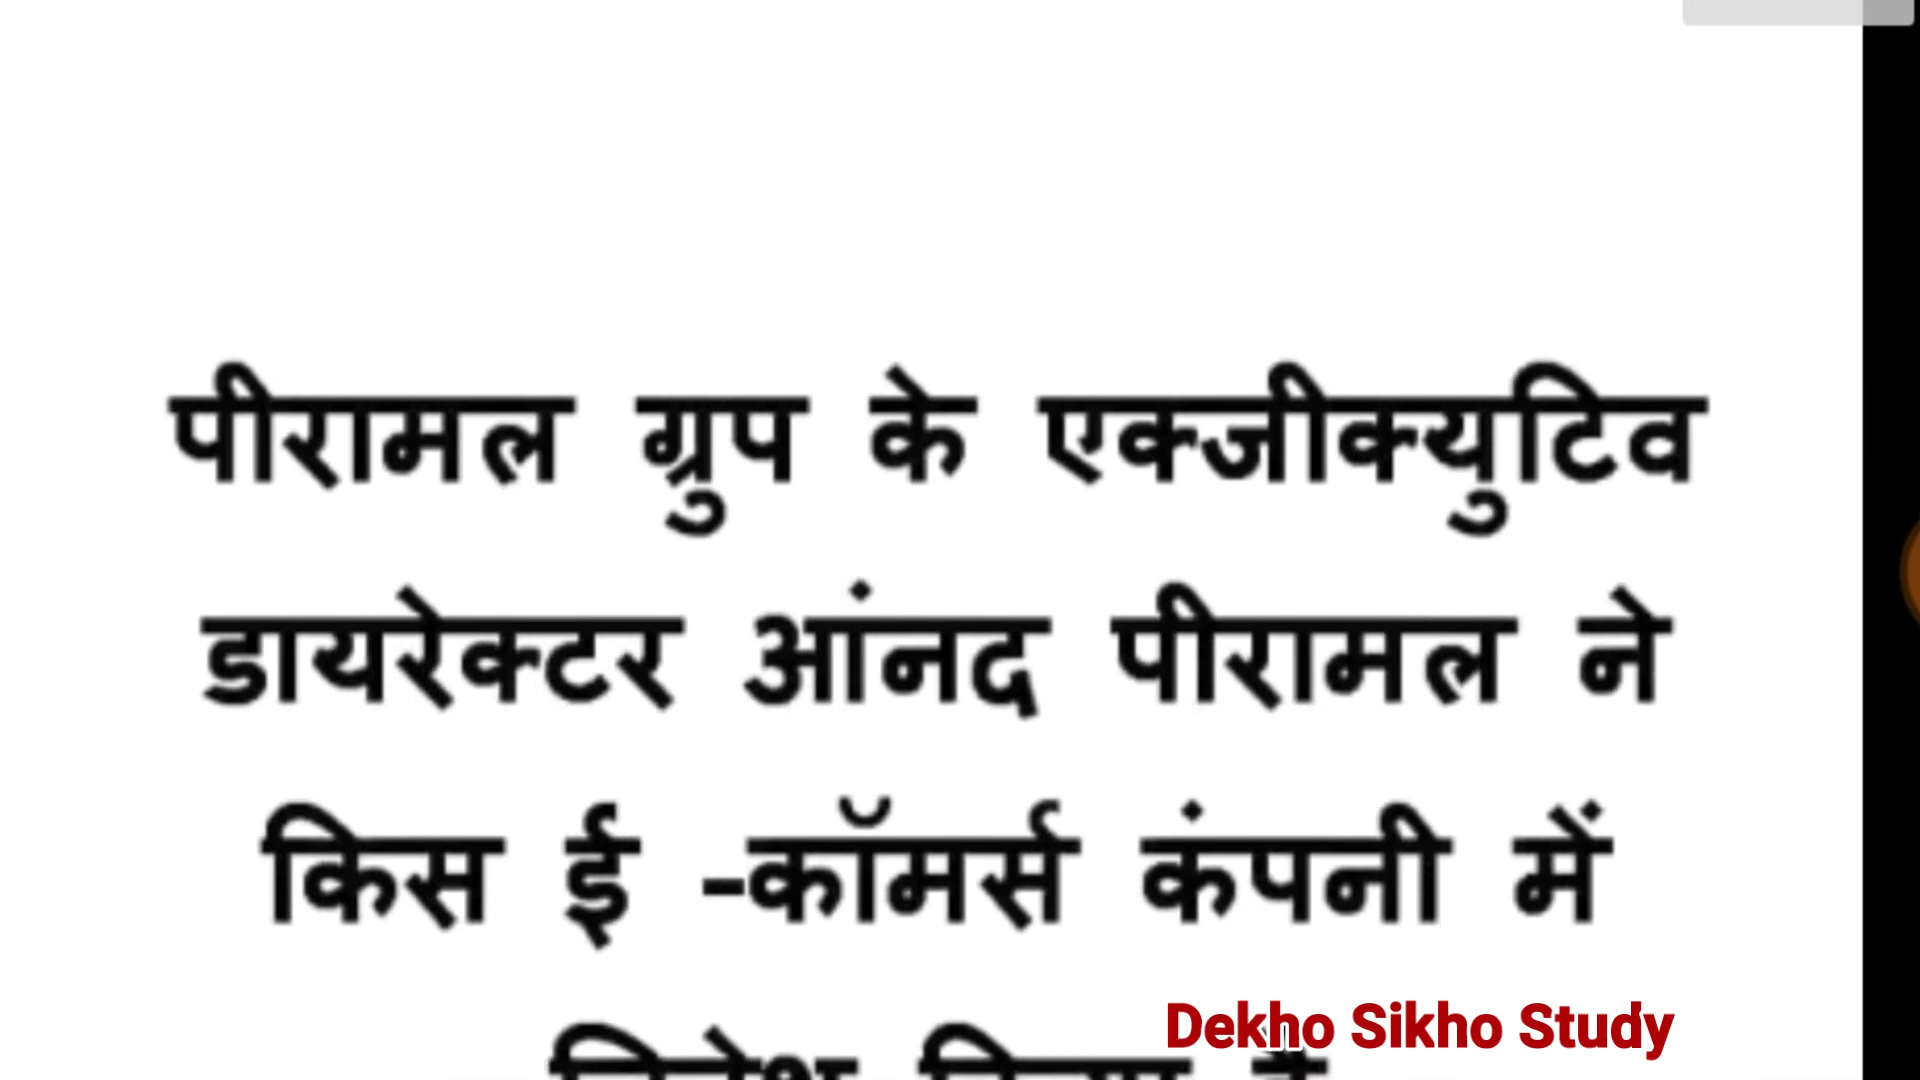 पीरामल ग्रुप के एक्जीक्युटिव
डायरेक्टर आंनद पीरामल ने
किस ई -कॉमर्स कंपनी में
Dekho Sikho Study